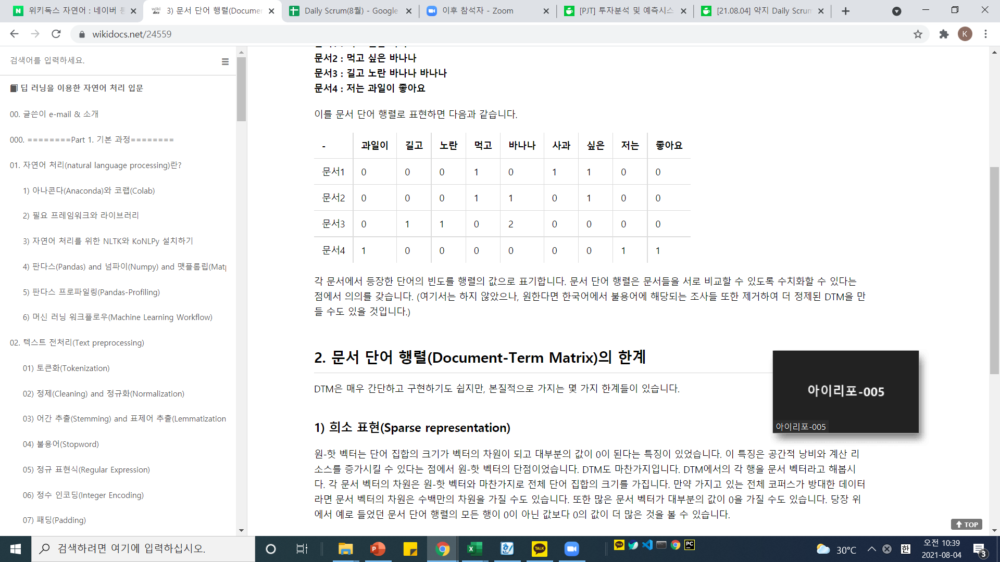 위키독스 자연어 : 네이버 통
3) 문서 단어 행렬(Documen
Daily Scrum(8월) - Google
이후 참석자 - Zoom
[PJT] 투자분석 및 예측시스
[21.08.04] 약지 Daily Scrum
wikidocs.net/24559
K
검색어를 입력하세요.
딥 러닝을 이용한 자연어 처리 입문
00. 글쓴이 e-mail & 소개
000. ========Part 1. 기본 과정========
01. 자연어 처리(natural language processing)란?
1) 아나콘다(Anaconda)와 코랩(Colab)
2) 필요 프레임워크와 라이브러리
3) 자연어 처리를 위한 NLTK와 KoNLPy 설치하기
4) 판다스(Pandas) and 넘파이(Numpy) and 맷플롭립(Matp
5) 판다스 프로파일링(Pandas-Profiling)
6) 머신 러닝 워크플로우(Machine Learning Workflow)
02. 텍스트 전처리(Text preprocessing)
01) 토큰화(Tokenization)
02) 정제(Cleaning) and 정규화(Normalization)
03) 어간 추출(Stemming) and 표제어 추출(Lemmatization
04) 불용어(Stopword)
05) 정규 표현식(Regular Expression)
06) 정수 인코딩(Integer Encoding)
07) 패딩(Padding)
문서2 : 먹고 싶은 바나나
문서3 : 길고 노란 바나나 바나나
문서4 : 저는 과일이 좋아요
이를 문서 단어 행렬로 표현하면 다음과 같습니다.
- 과일이 길고 노란 먹고 바나나 사과 싶은 저는 좋아요
문서1 0 0 0 1 0 1 1 0 0
문서2 0 0 0 1 1 0 1 0 0
문서3 0 1 1 0 2 0 0 0 0
문서4 1 0 0 0 0 0 0 1 1
각 문서에서 등장한 단어의 빈도를 행렬의 값으로 표기합니다. 문서 단어 행렬은 문서들을 서로 비교할 수 있도록 수치화할 수 있다는
점에서 의의를 갖습니다. (여기서는 하지 않았으나, 원한다면 한국어에서 불용어에 해당되는 조사들 또한 제거하여 더 정제된 DTM을 만
들 수도 있을 것입니다.)
2. 문서 단어 행렬(Document-Term Matrix)의 한계
DTM은 매우 간단하고 구현하기도 쉽지만, 본질적으로 가지는 몇 가지 한계들이 있습니다.
1) 희소 표현(Sparse representation)
원-핫 벡터는 단어 집합의 크기가 벡터의 차원이 되고 대부분의 값이 0이 된다는 특징이 있었습니다. 이 특징은 공간적 낭비와 계산 리
소스를 증가시킬 수 있다는 점에서 원-핫 벡터의 단점이었습니다. DTM도 마찬가지입니다. DTM에서의 각 행을 문서 벡터라고 해봅시
다. 각 문서 벡터의 차원은 원-핫 벡터와 마찬가지로 전체 단어 집합의 크기를 가집니다. 만약 가지고 있는 전체 코퍼스가 방대한 데이터
라면 문서 벡터의 차원은 수백만의 차원을 가질 수도 있습니다. 또한 많은 문서 벡터가 대부분의 값이 0을 가질 수도 있습니다. 당장 위
에서 예로 들었던 문서 단어 행렬의 모든 행이 0이 아닌 값보다 0의 값이 더 많은 것을 볼 수 있습니다.
아이리포-005
아이리포-005
TOP
검색하려면 여기에 입력하십시오.
TALK
PC
30°C
한
오전 10:39
2021-08-04
3